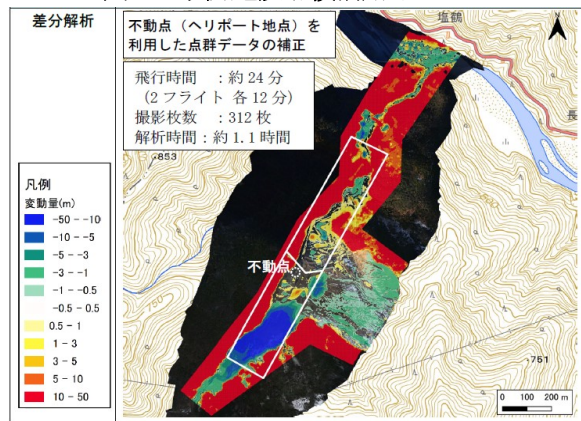 差分解析
不動点（ヘリポート地点）を
利用した点群データの補正
飛行時間　：約 24 分
（2 フライト 各 12 分）
撮影枚数　：312 枚
解析時間：約 1.1 時間
塩鶴
長
・853
750
不動点
750
・751
凡例
変動量(m)
-50 - -10
-10 - -5
-5 - -3
-3 - -1
-1 - -0.5
-0.5 - 0.5
0.5 - 1
1 - 3
3 - 5
5 - 10
10 - 50
0 100 200 m